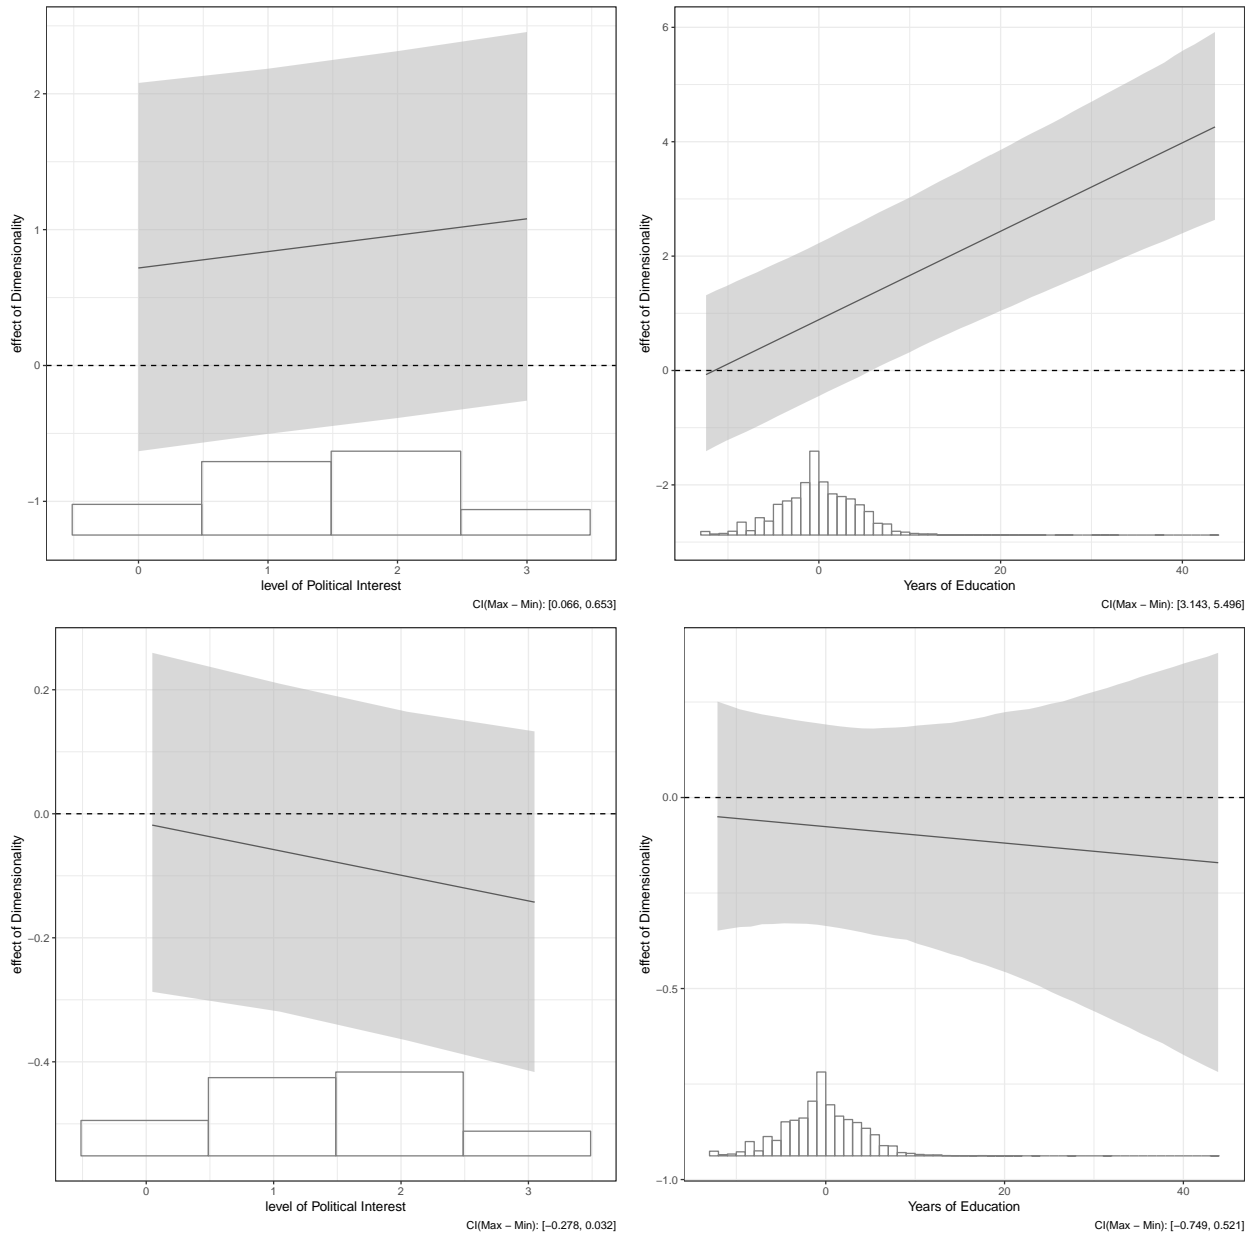 2
1
0
−1
effect of Dimensionality
0
1
2
3
level of Political Interest
CI(Max − Min): [0.066, 0.653]
6
4
2
0
−2
effect of Dimensionality
0
20
40
Years of Education
CI(Max − Min): [3.143, 5.496]
0.2
0.0
−0.2
−0.4
effect of Dimensionality
0
1
2
3
level of Political Interest
CI(Max − Min): [−0.278, 0.032]
0.0
−0.5
−1.0
effect of Dimensionality
0
20
40
Years of Education
CI(Max − Min): [−0.749, 0.521]